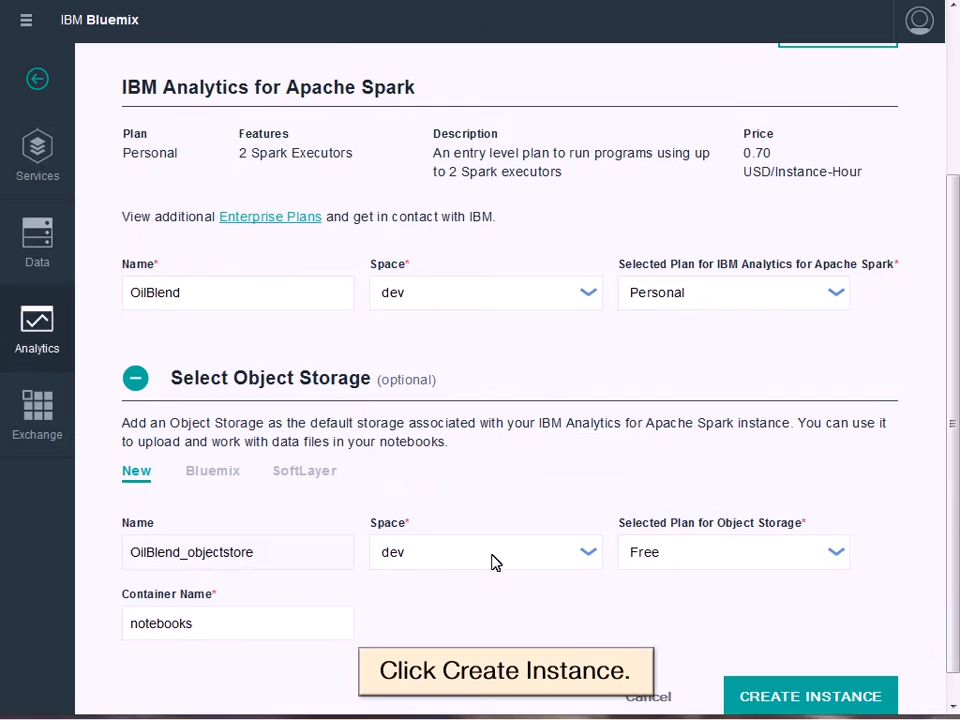 IBM Bluemix
IBM Analytics for Apache Spark
Plan Features Description Price
Personal 2 Spark Executors An entry level plan to run programs using up 0.70
to 2 Spark executors USD/Instance-Hour
Services
View additional Enterprise Plans and get in contact with IBM.
Data
Name* Space* Selected Plan for IBM Analytics for Apache Spark*
OilBlend dev Personal
Analytics
Select Object Storage (optional)
Add an Object Storage as the default storage associated with your IBM Analytics for Apache Spark instance. You can use it
to upload and work with data files in your notebooks.
Exchange
New Bluemix SoftLayer
Name Space* Selected Plan for Object Storage*
OilBlend_objectstore dev Free
Container Name*
notebooks
Click Create Instance.
Cancel CREATE INSTANCE